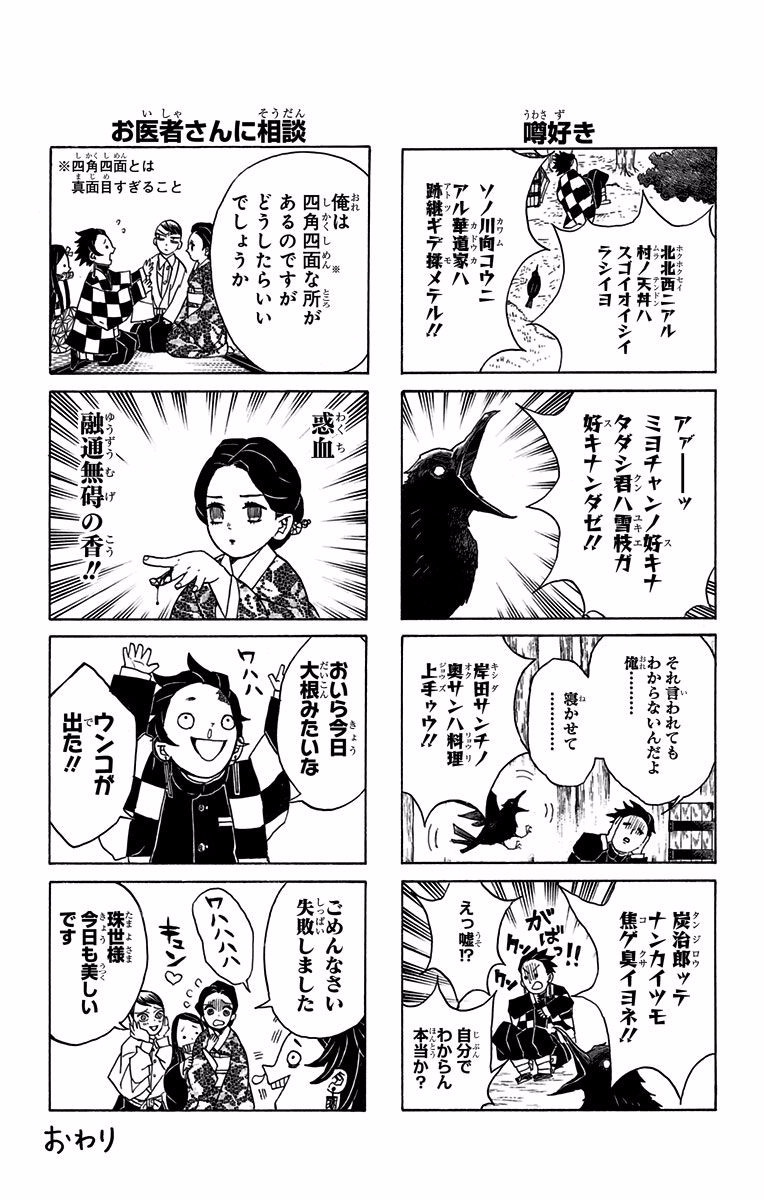 噂好き
北北西ニアル
村ノ天丼ハ
スゴイオイシイ
ラシイヨ
ソノ川向コウニ
アル華道家ハ
跡継ギデ揉メテル!!
アァーーッ
ミヨチャンノ好キナ
タダシ君ハ雪枝ガ
好キナンダゼ!!
それ言われても
わからないんだよ
俺………
………寝かせて
岸田サンチノ
奥サンハ料理
上手ゥウ!!
炭治郎ッテ
ナンカイツモ
焦ゲ臭イヨネ!!
がばっ!!
クン
クン
えっ嘘!?
自分で
わからん
本当か?
お医者さんに相談
※四角四面とは
真面目すぎること
俺は
四角四面な所が※
あるのですが
どうしたらいい
でしょうか
惑血
融通無碍の香!!
ワハハ
おいら今日
大根みたいな
ウンコが
出た!!
ごめんなさい
失敗しました
ワハハハハ
キュン
珠世様
今日も美しい
です
おわり